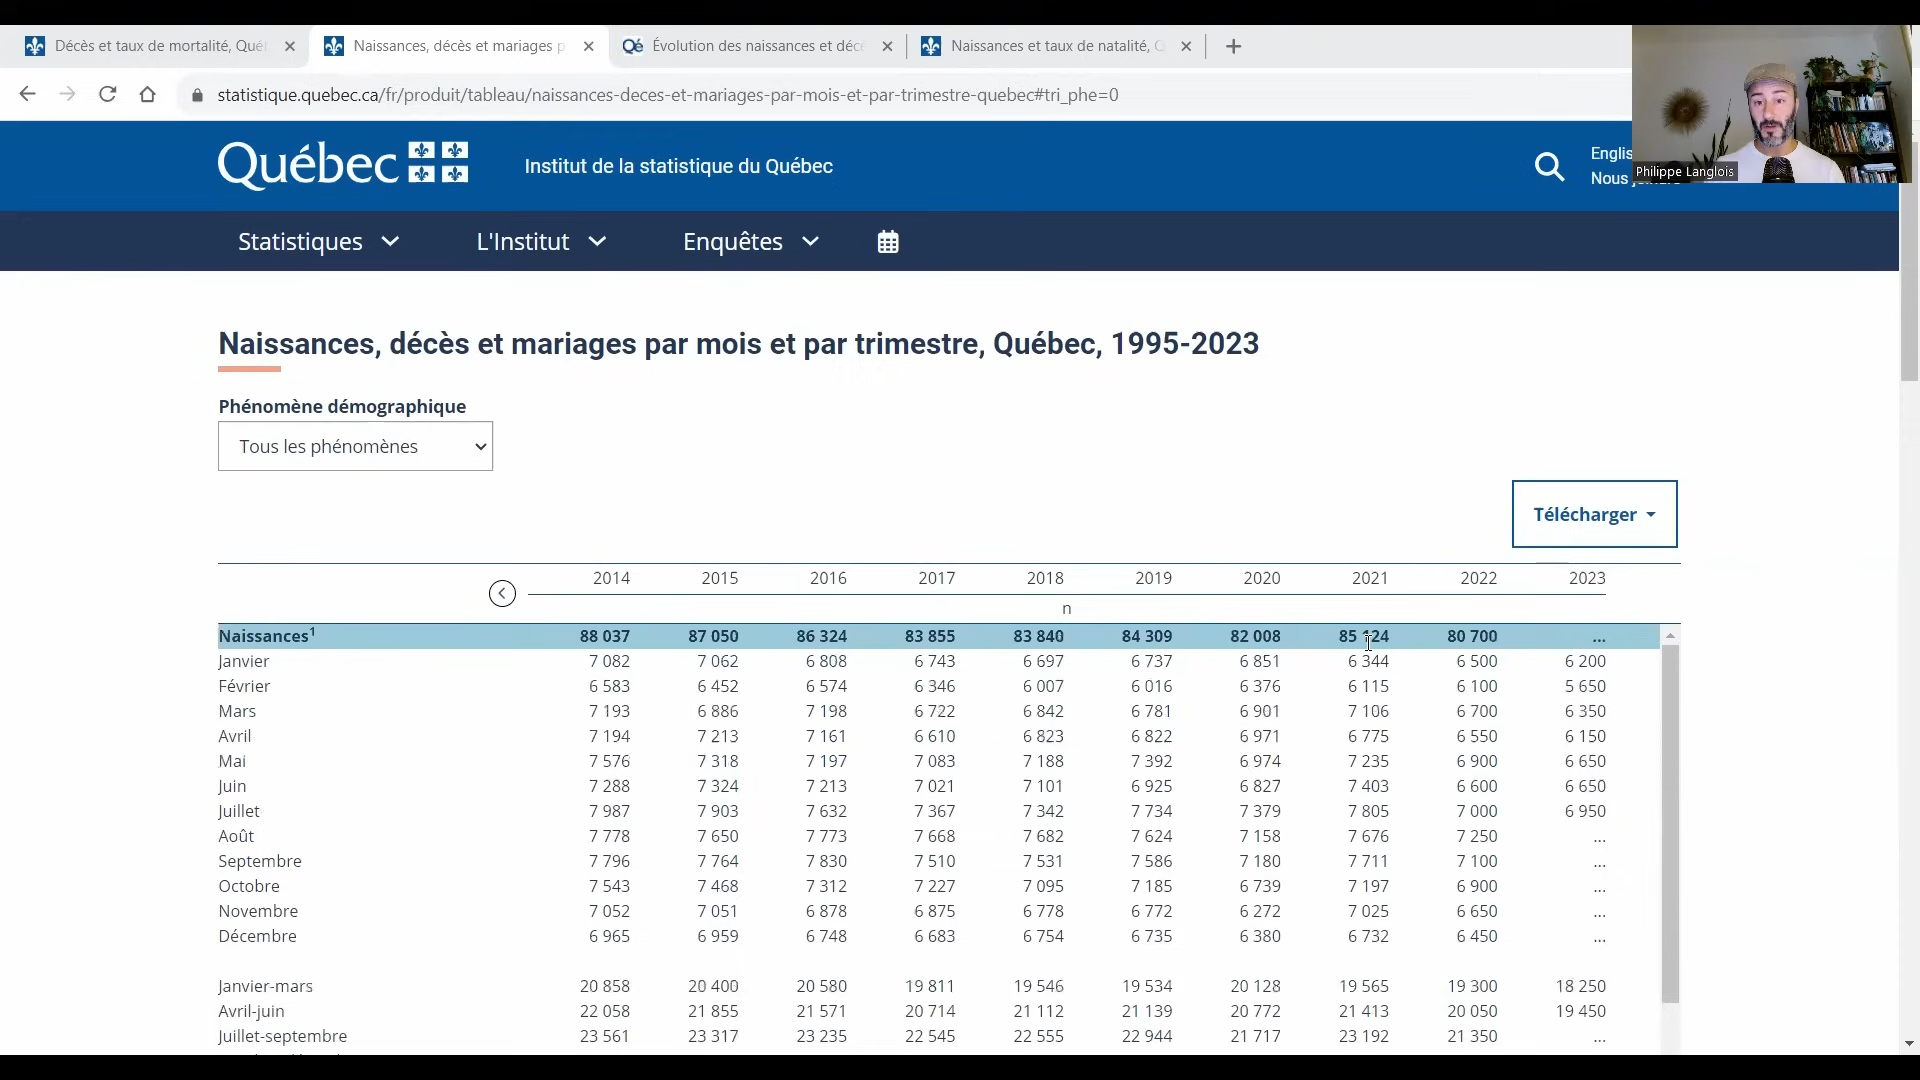 Décès et taux de mortalité, Qué
Naissances, décès et mariages p
Évolution des naissances et déc
Naissances et taux de natalité, Q
statistique.quebec.ca/fr/produit/tableau/naissances-deces-et-mariages-par-mois-et-par-trimestre-quebec#tri_phe=0
Philippe Langlois
Québec
Institut de la statistique du Québec
Englis
Nous
Statistiques
L'Institut
Enquêtes
Naissances, décès et mariages par mois et par trimestre, Québec, 1995-2023
Phénomène démographique
Tous les phénomènes
Télécharger
2014 2015 2016 2017 2018 2019 2020 2021 2022 2023
n
Naissances¹ 88 037 87 050 86 324 83 855 83 840 84 309 82 008 85 124 80 700 ...
Janvier 7 082 7 062 6 808 6 743 6 697 6 737 6 851 6 344 6 500 6 200
Février 6 583 6 452 6 574 6 346 6 007 6 016 6 376 6 115 6 100 5 650
Mars 7 193 6 886 7 198 6 722 6 842 6 781 6 901 7 106 6 700 6 350
Avril 7 194 7 213 7 161 6 610 6 823 6 822 6 971 6 775 6 550 6 150
Mai 7 576 7 318 7 197 7 083 7 188 7 392 6 974 7 235 6 900 6 650
Juin 7 288 7 324 7 213 7 021 7 101 6 925 6 827 7 403 6 600 6 650
Juillet 7 987 7 903 7 632 7 367 7 342 7 734 7 379 7 805 7 000 6 950
Août 7 778 7 650 7 773 7 668 7 682 7 624 7 158 7 676 7 250 ...
Septembre 7 796 7 764 7 830 7 510 7 531 7 586 7 180 7 711 7 100 ...
Octobre 7 543 7 468 7 312 7 227 7 095 7 185 6 739 7 197 6 900 ...
Novembre 7 052 7 051 6 878 6 875 6 778 6 772 6 272 7 025 6 650 ...
Décembre 6 965 6 959 6 748 6 683 6 754 6 735 6 380 6 732 6 450 ...
Janvier-mars 20 858 20 400 20 580 19 811 19 546 19 534 20 128 19 565 19 300 18 250
Avril-juin 22 058 21 855 21 571 20 714 21 112 21 139 20 772 21 413 20 050 19 450
Juillet-septembre 23 561 23 317 23 235 22 545 22 555 22 944 21 717 23 192 21 350 ...